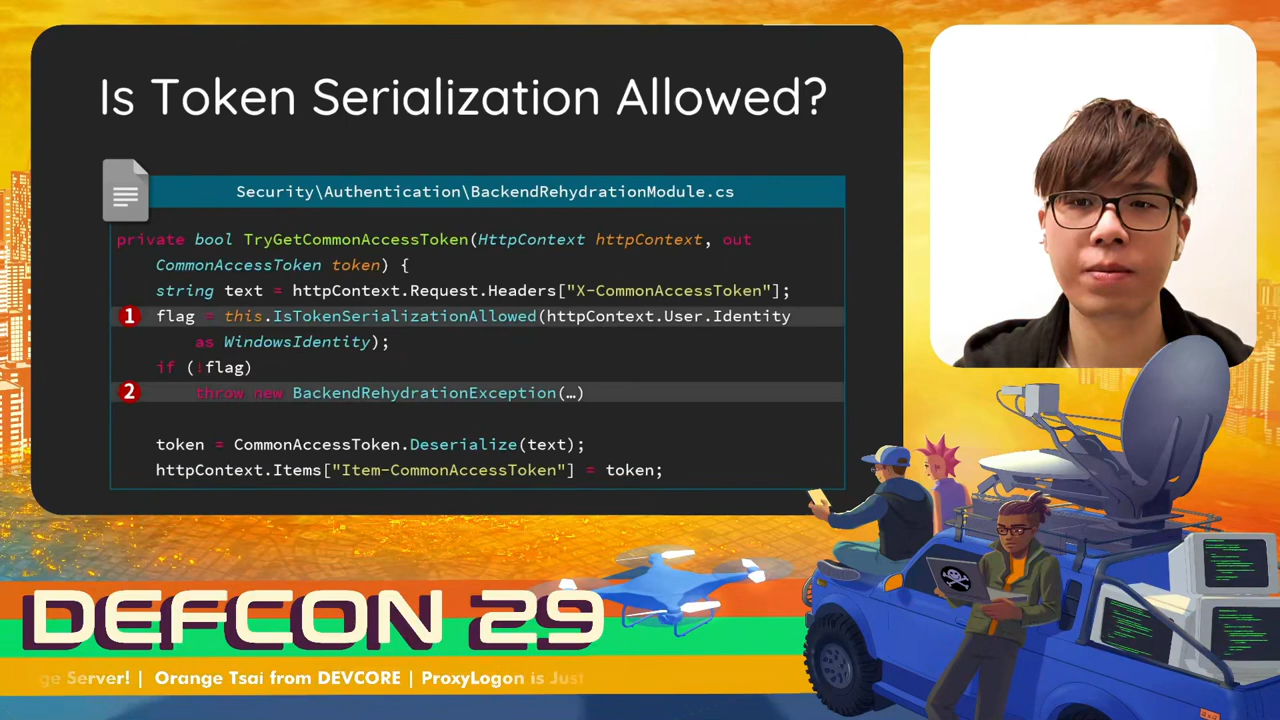 Is Token Serialization Allowed?
Security\Authentication\BackendRehydrationModule.cs
private bool TryGetCommonAccessToken(HttpContext httpContext, out
CommonAccessToken token) {
string text = httpContext.Request.Headers["X-CommonAccessToken"];
1 flag = this.IsTokenSerializationAllowed(httpContext.User.Identity
as WindowsIdentity);
if (!flag)
2 throw new BackendRehydrationException(…)
token = CommonAccessToken.Deserialize(text);
httpContext.Items["Item-CommonAccessToken"] = token;
DEFCON 29
ge Server! | Orange Tsai from DEVCORE | ProxyLogon is Just